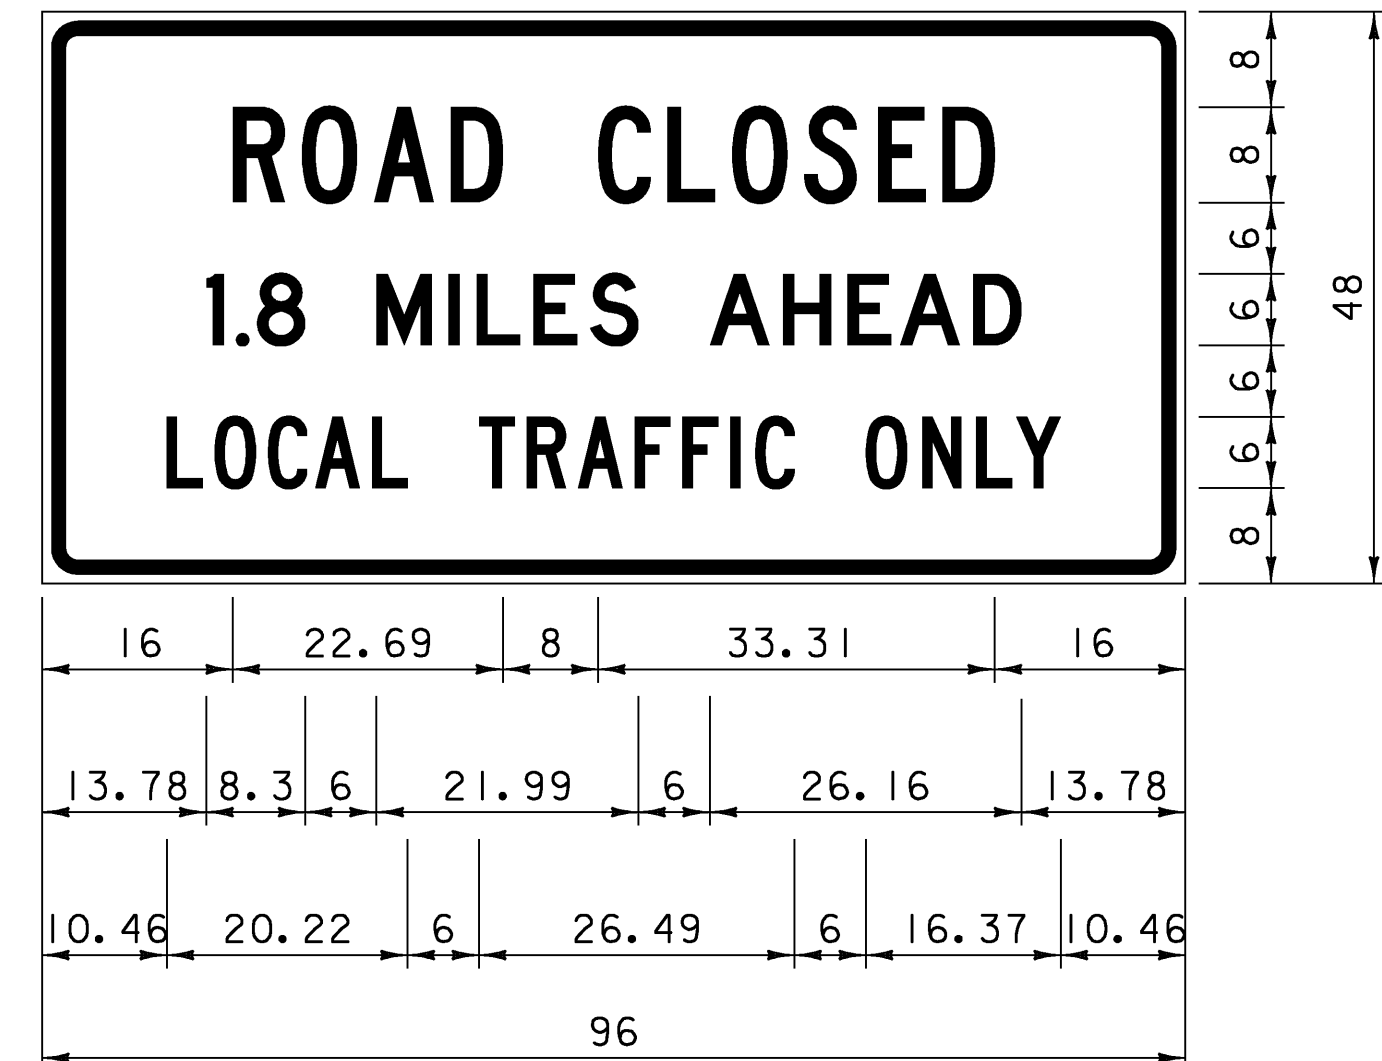 ROAD CLOSED
1.8 MILES AHEAD
LOCAL TRAFFIC ONLY
8
8
6
6
6
6
8
48
16 22.69 8 33.31 16
13.78 8.3 6 21.99 6 26.16 13.78
10.46 20.22 6 26.49 6 16.37 10.46
96